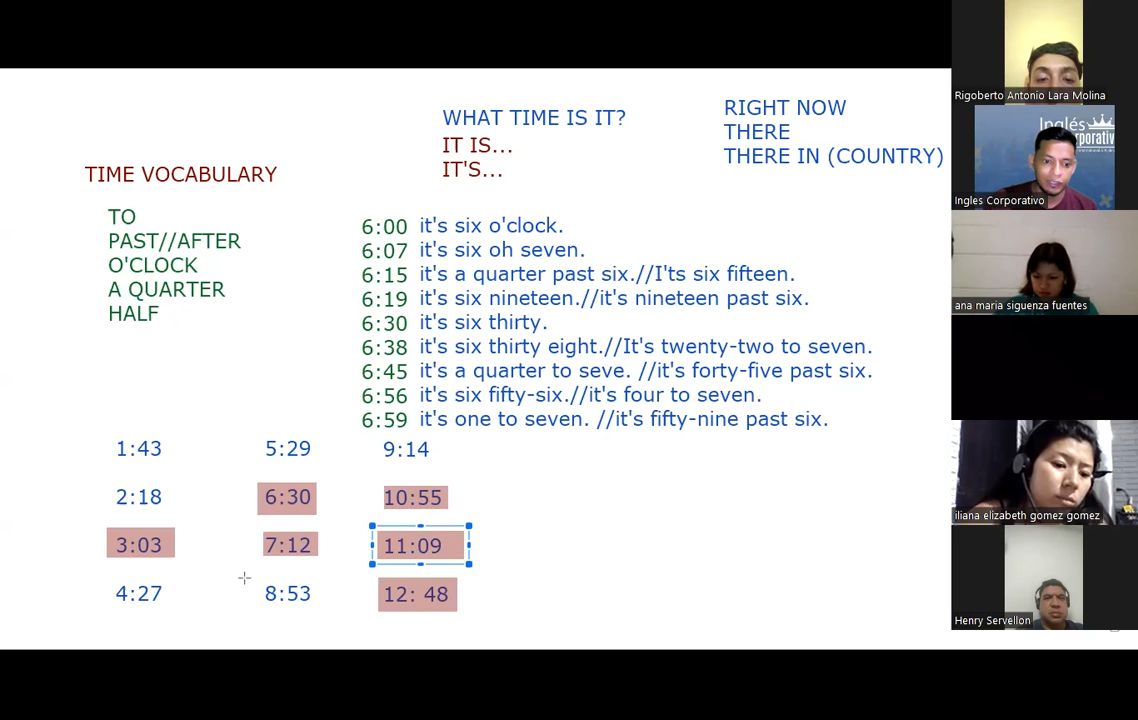 WHAT TIME IS IT?
IT IS...
IT'S...
RIGHT NOW
THERE
THERE IN (COUNTRY)
TIME VOCABULARY
TO
PAST//AFTER
O'CLOCK
A QUARTER
HALF
6:00 it's six o'clock.
6:07 it's six oh seven.
6:15 it's a quarter past six.//I'ts six fifteen.
6:19 it's six nineteen.//it's nineteen past six.
6:30 it's six thirty.
6:38 it's six thirty eight.//It's twenty-two to seven.
6:45 it's a quarter to seve. //it's forty-five past six.
6:56 it's six fifty-six.//it's four to seven.
6:59 it's one to seven. //it's fifty-nine past six.
1:43 5:29 9:14
2:18 6:30 10:55
3:03 7:12 11:09
4:27 8:53 12: 48
Rigoberto Antonio Lara Molina
Inglés
Corporativ
Ingles Corporativo
ana maria siguenza fuentes
iliana elizabeth gomez gomez
Henry Servellon